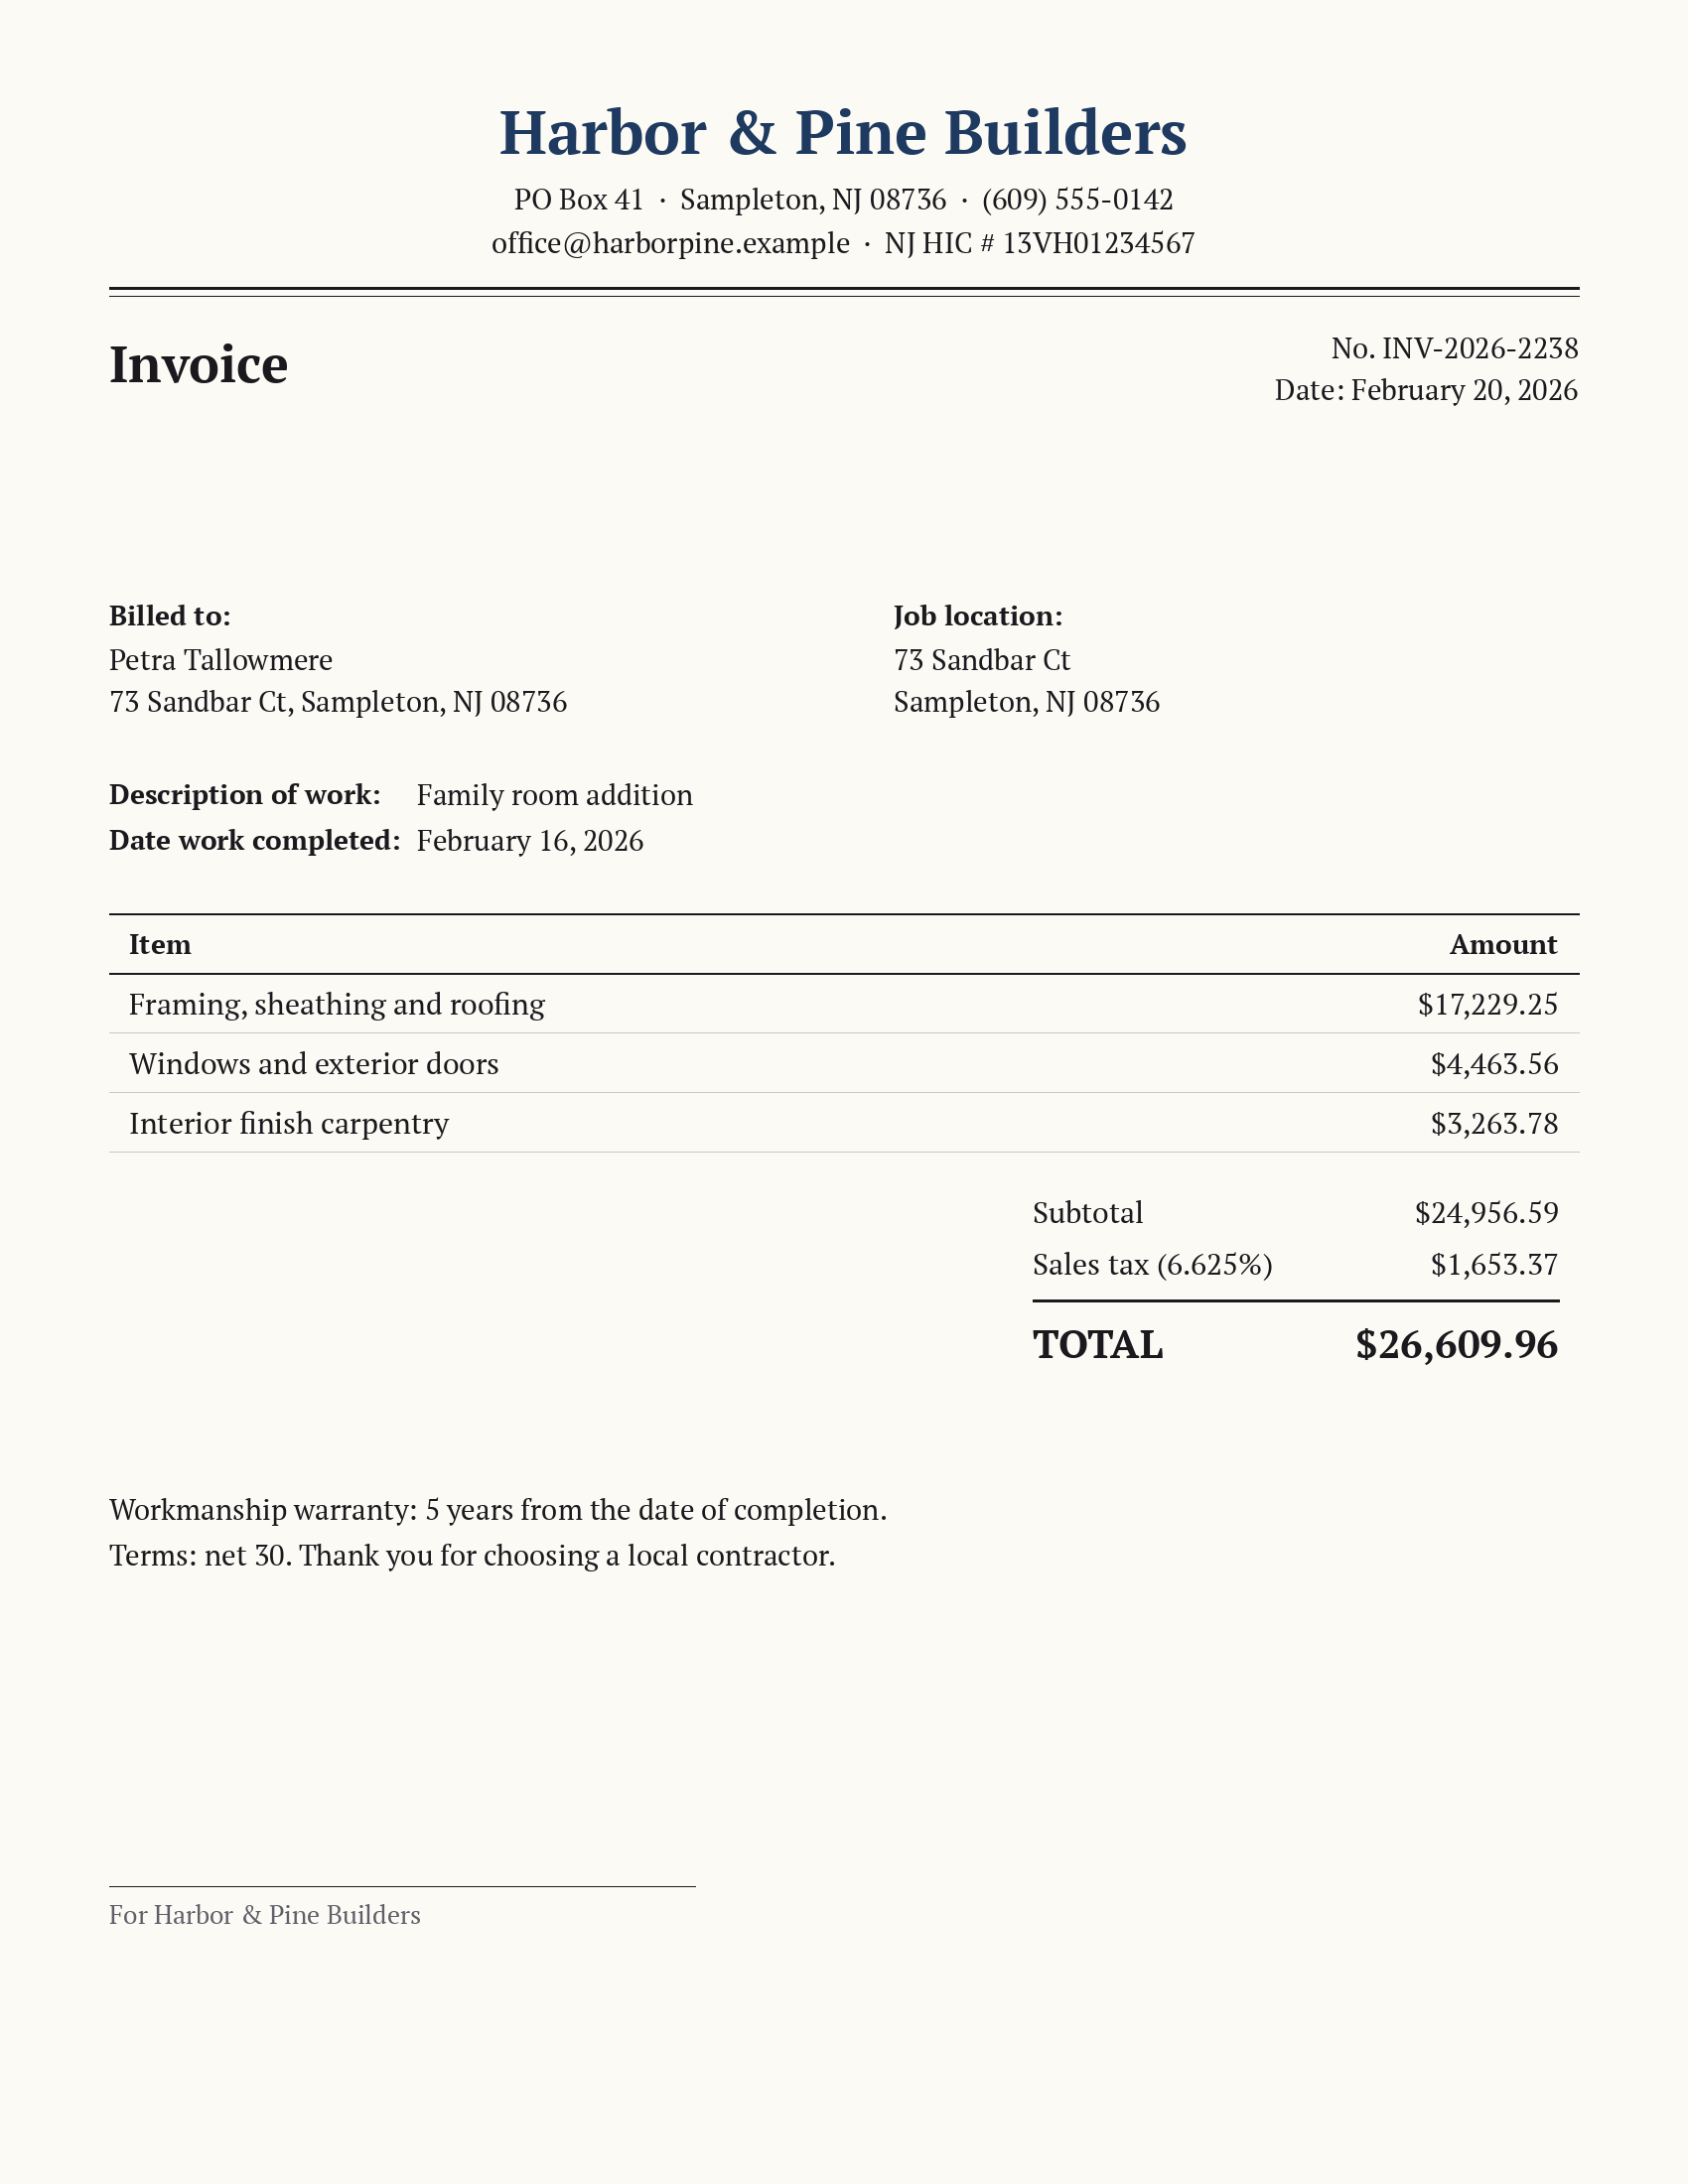 Harbor & Pine Builders
PO Box 41 · Sampleton, NJ 08736 · (609) 555-0142
office@harborpine.example · NJ HIC # 13VH01234567
Invoice
No. INV-2026-2238
Date: February 20, 2026
Billed to:
Petra Tallowmere
73 Sandbar Ct, Sampleton, NJ 08736
Job location:
73 Sandbar Ct
Sampleton, NJ 08736
Description of work: Family room addition
Date work completed: February 16, 2026
Item Amount
Framing, sheathing and roofing $17,229.25
Windows and exterior doors $4,463.56
Interior finish carpentry $3,263.78
Subtotal $24,956.59
Sales tax (6.625%) $1,653.37
TOTAL $26,609.96
Workmanship warranty: 5 years from the date of completion.
Terms: net 30. Thank you for choosing a local contractor.
For Harbor & Pine Builders